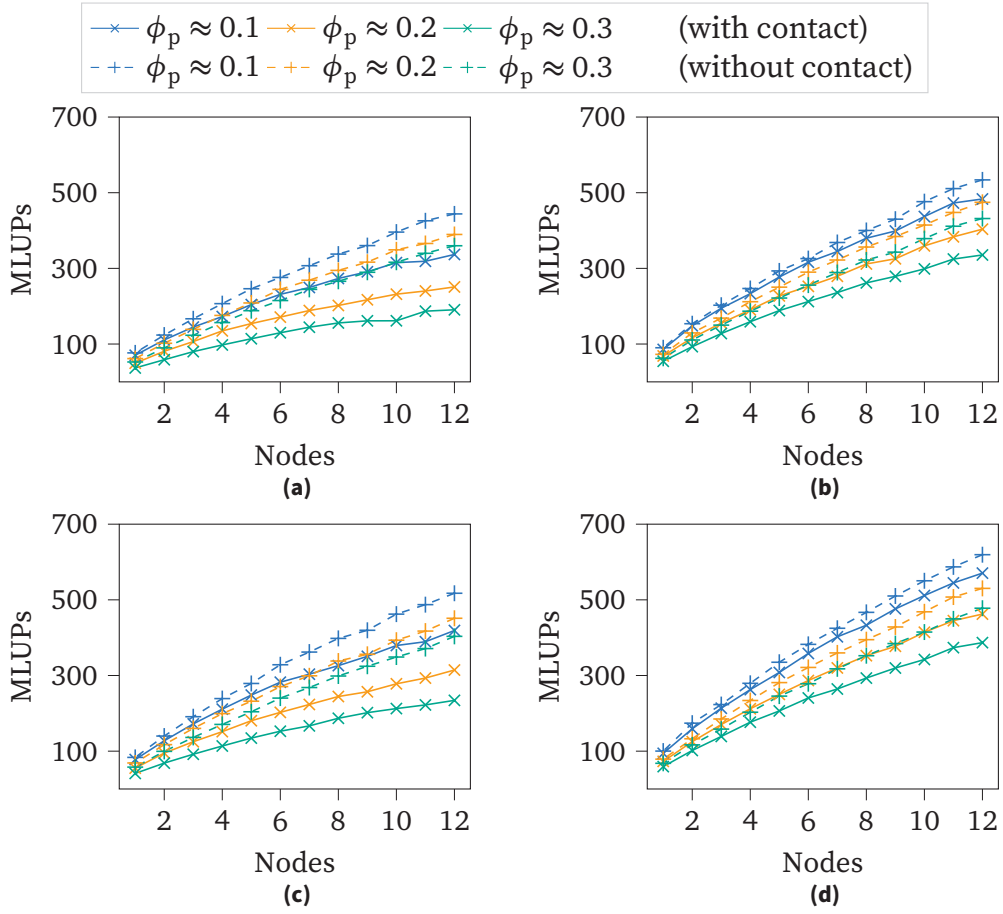 ϕp ≈ 0.1 ϕp ≈ 0.2 ϕp ≈ 0.3 (with contact)
ϕp ≈ 0.1 ϕp ≈ 0.2 ϕp ≈ 0.3 (without contact)
700
500
300
100
MLUPs
2 4 6 8 10 12
Nodes
(a)
700
500
300
100
MLUPs
2 4 6 8 10 12
Nodes
(b)
700
500
300
100
MLUPs
2 4 6 8 10 12
Nodes
(c)
700
500
300
100
MLUPs
2 4 6 8 10 12
Nodes
(d)